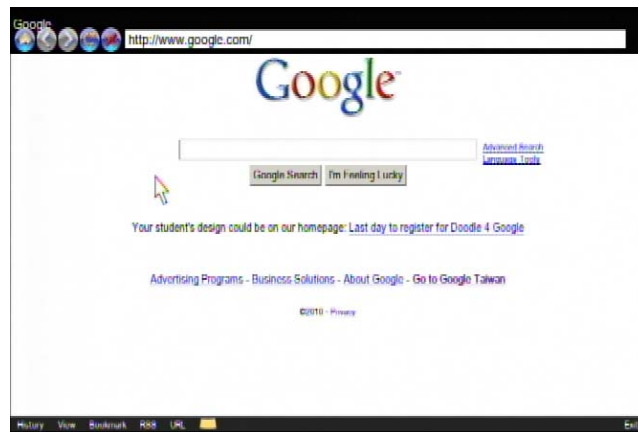 Google
http://www.google.com/
Google
Advanced Search
Language Tools
Google Search I'm Feeling Lucky
Your student's design could be on our homepage: Last day to register for Doodle 4 Google
Advertising Programs - Business Solutions - About Google - Go to Google Taiwan
©2010 - Privacy
History View Bookmark RSS URL Exit